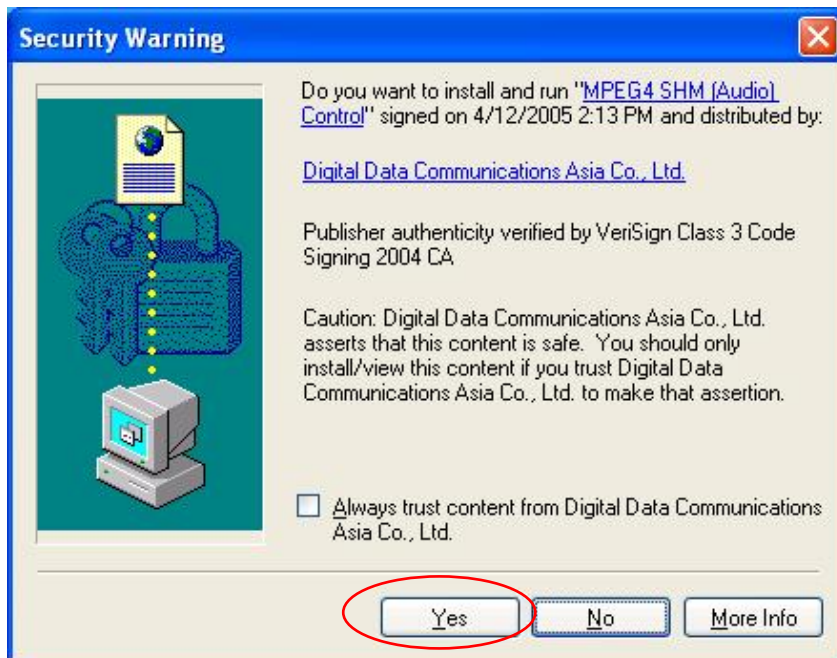 Security Warning
Do you want to install and run "MPEG4 SHM (Audio)
Control" signed on 4/12/2005 2:13 PM and distributed by:
Digital Data Communications Asia Co., Ltd.
Publisher authenticity verified by VeriSign Class 3 Code
Signing 2004 CA
Caution: Digital Data Communications Asia Co., Ltd.
asserts that this content is safe.  You should only
install/view this content if you trust Digital Data
Communications Asia Co., Ltd. to make that assertion.
Always trust content from Digital Data Communications
Asia Co., Ltd.
Yes No More Info